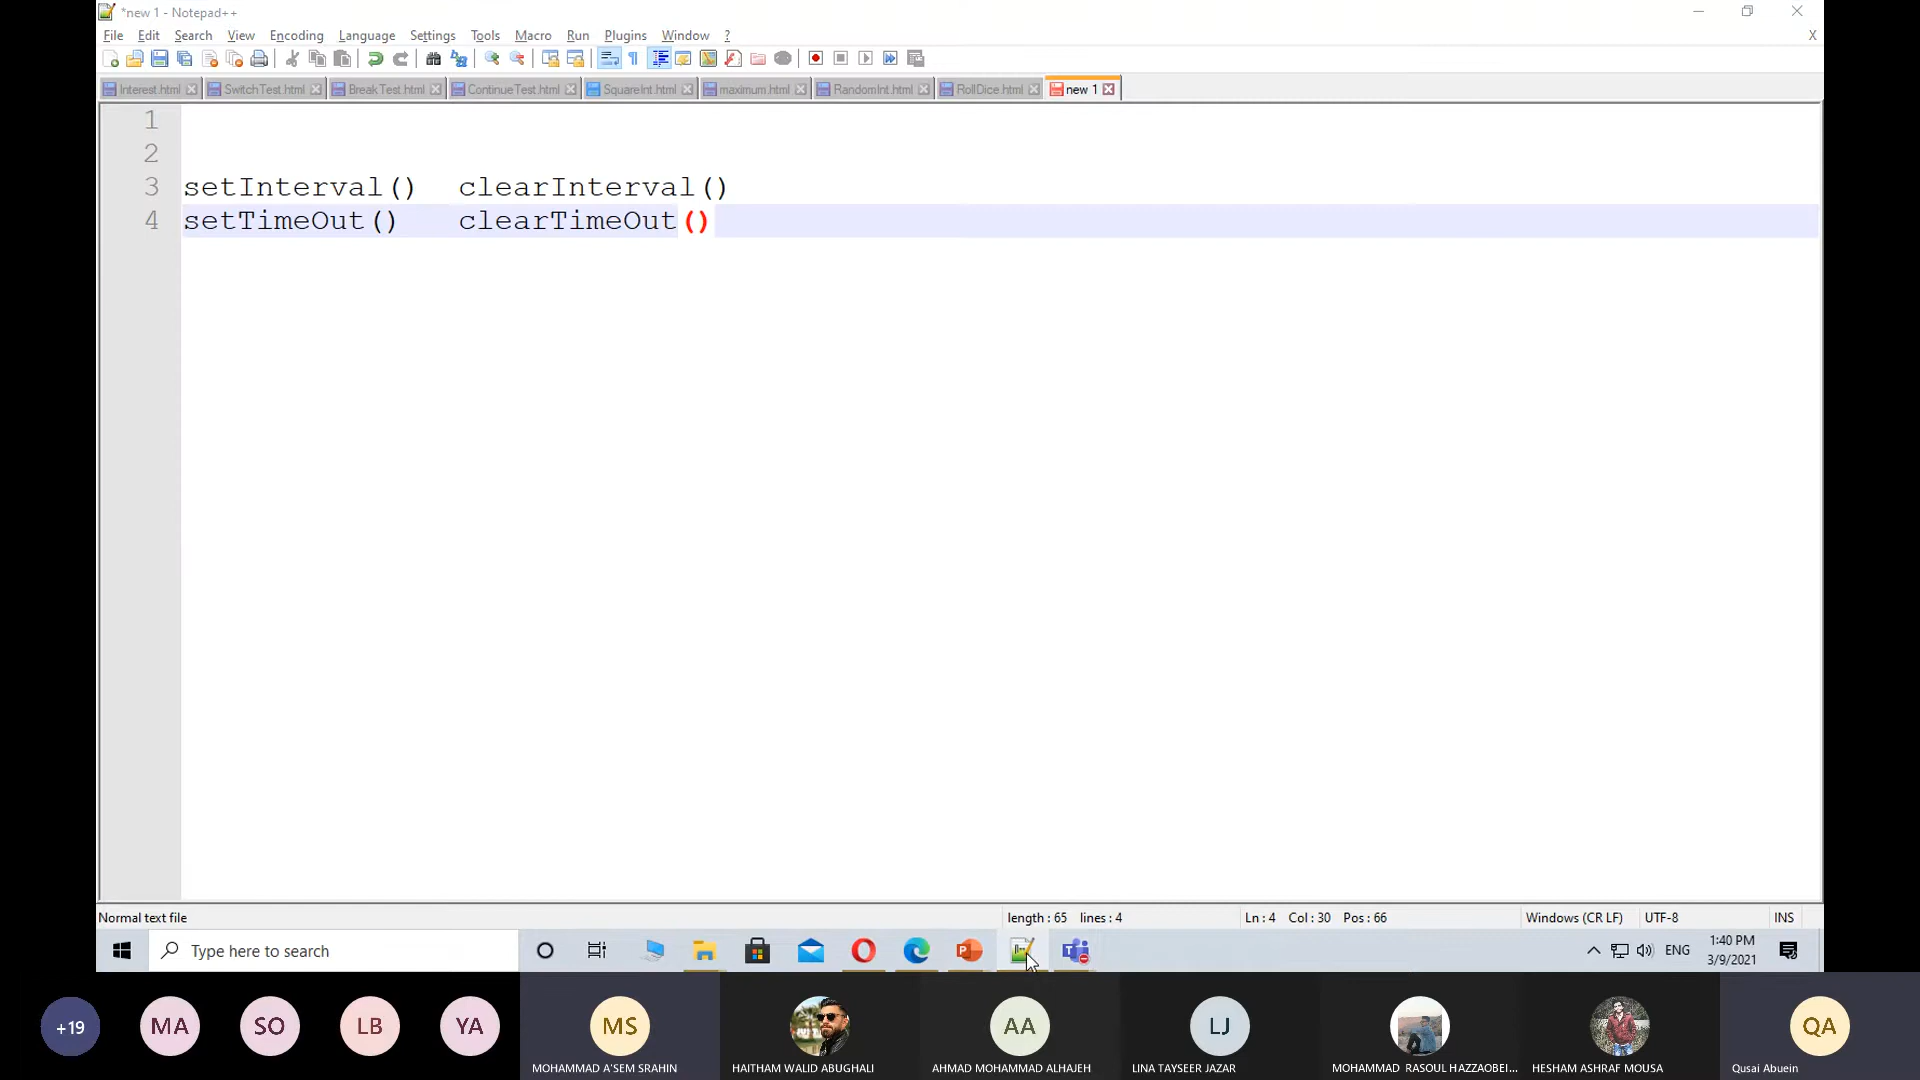 *new 1 - Notepad++
File Edit Search View Encoding Language Settings Tools Macro Run Plugins Window ? X
Interest.html SwitchTest.html BreakTest.html ContinueTest.html SquareInt.html maximum.html RandomInt.html RollDice.html new 1
1
2
3 setInterval() clearInterval()
4 setTimeOut() clearTimeOut()
Normal text file length : 65 lines : 4 Ln : 4 Col : 30 Pos : 66 Windows (CR LF) UTF-8 INS
Type here to search ENG 1:40 PM
3/9/2021
+19 MA SO LB YA MS AA LJ QA
MOHAMMAD A'SEM SRAHIN HAITHAM WALID ABUGHALI AHMAD MOHAMMAD ALHAJEH LINA TAYSEER JAZAR MOHAMMAD RASOUL HAZZAOBEI... HESHAM ASHRAF MOUSA Qusai Abuein